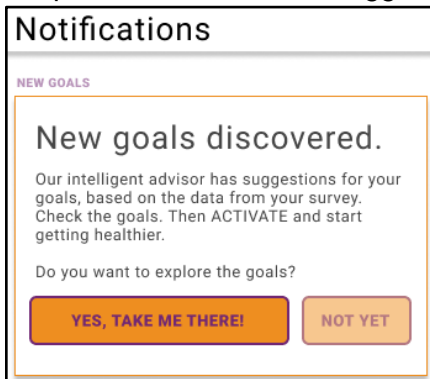 Notifications
NEW GOALS
New goals discovered.
Our intelligent advisor has suggestions for your
goals, based on the data from your survey.
Check the goals. Then ACTIVATE and start
getting healthier.
Do you want to explore the goals?
YES, TAKE ME THERE!
NOT YET